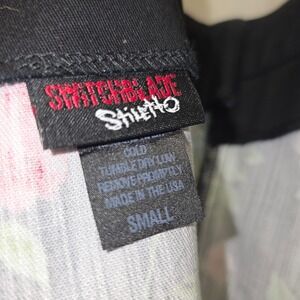 SWITCHBLADE
Stiletto
COLD
TUMBLE DRY LOW
REMOVE PROMPTLY
MADE IN THE USA
SMALL